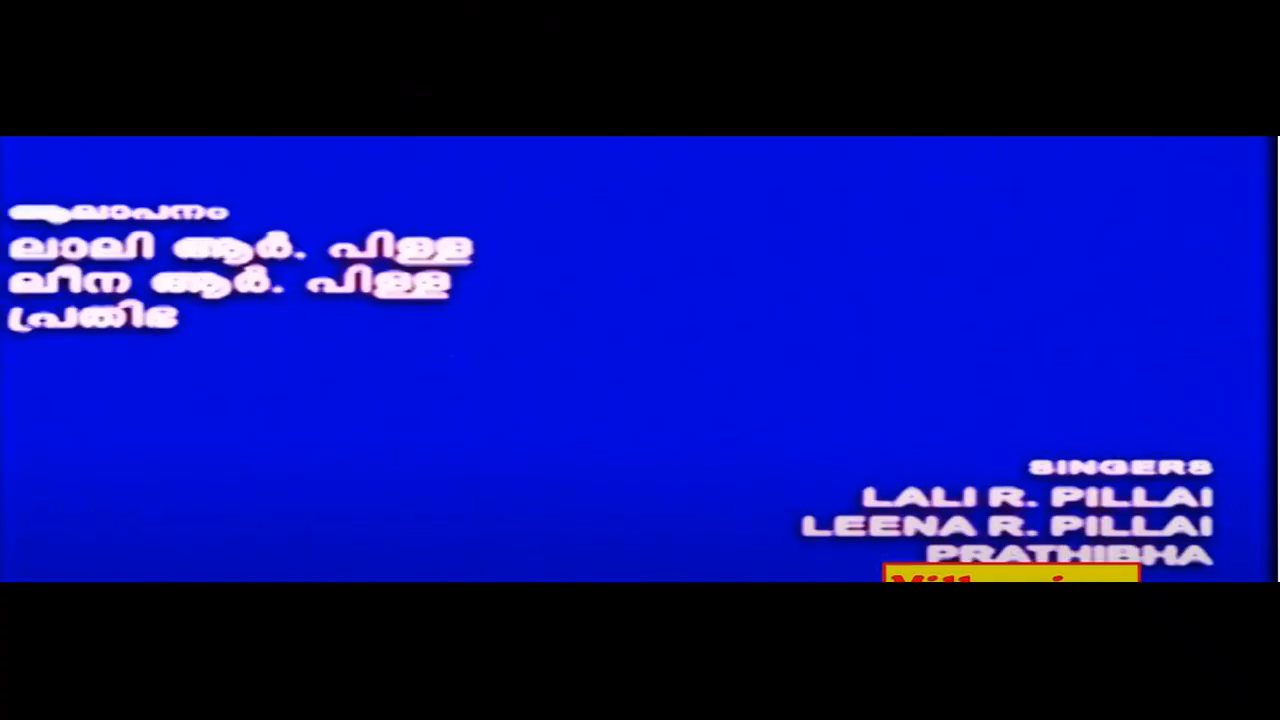 ആലാപനം
ലാലി ആർ. പിള്ള
ലീന ആർ. പിള്ള
പ്രതിഭ
SINGERS
LALI R. PILLAI
LEENA R. PILLAI
PRATHIBHA